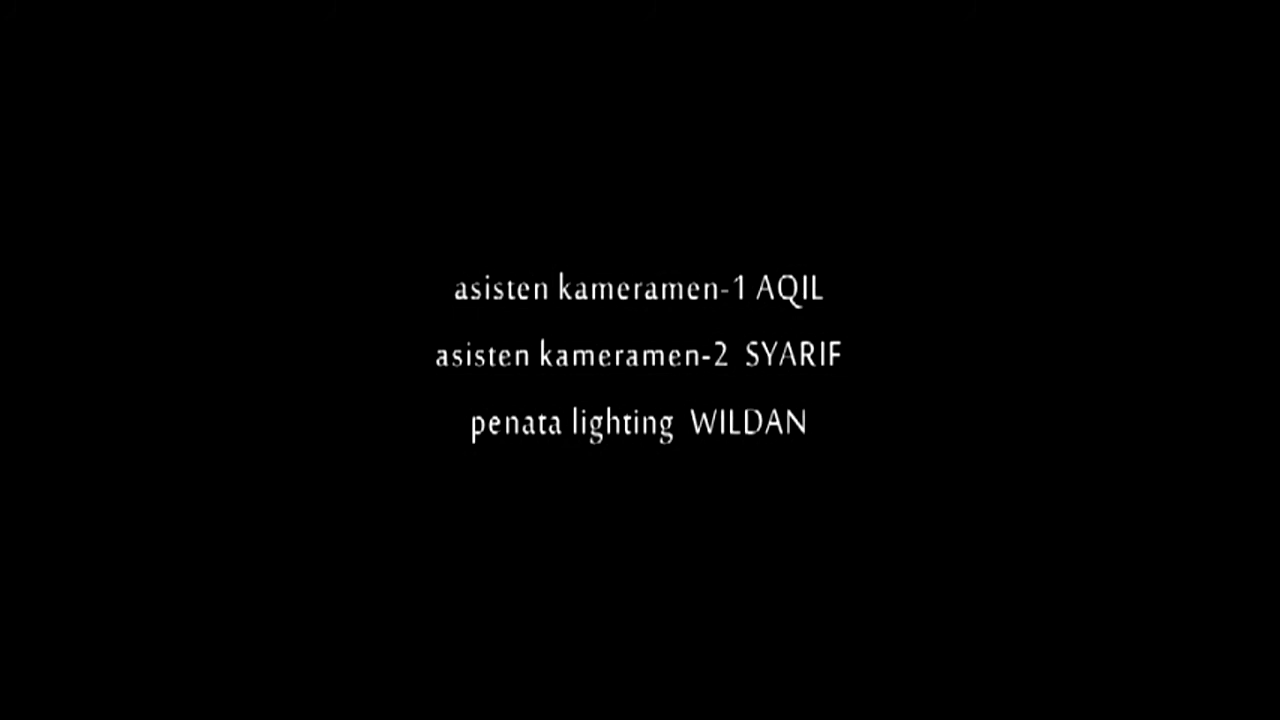 asisten kameramen-1 AQIL
asisten kameramen-2 SYARIF
penata lighting WILDAN